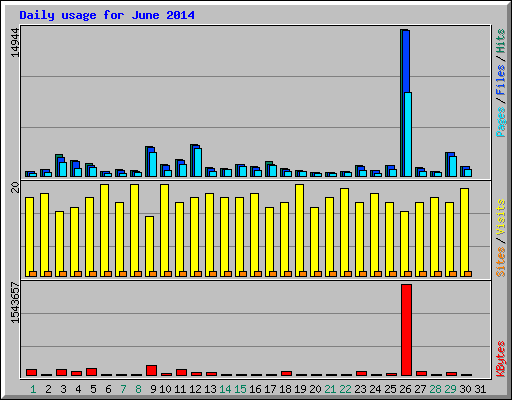 Daily usage for June 2014
14944
Pages / Files / Hits
20
Sites / Visits
1543657
KBytes
1 2 3 4 5 6 7 8 9 10 11 12 13 14 15 16 17 18 19 20 21 22 23 24 25 26 27 28 29 30 31